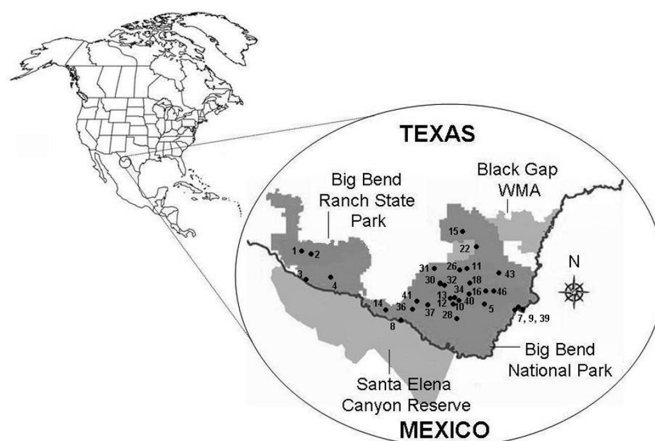 TEXAS
Black Gap
WMA
Big Bend
Ranch State
Park
15
22
1
2
31
26
11
43
3
4
30
32
18
34
16
46
14
41
13
40
36
37
12
10
5
8
28
7, 9, 39
N
Big Bend
National Park
Santa Elena
Canyon Reserve
MEXICO